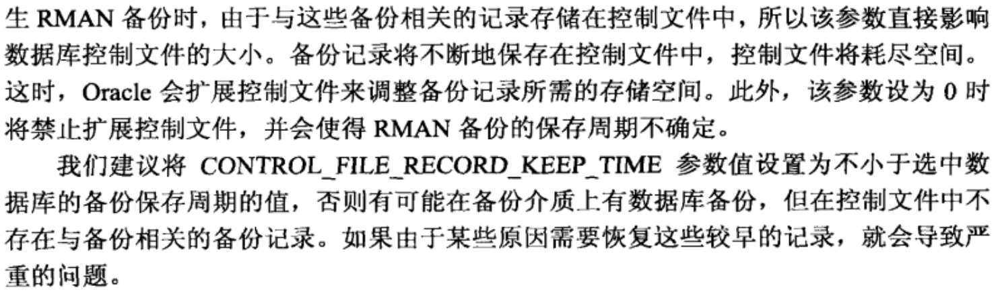 生 RMAN 备份时，由于与这些备份相关的记录存储在控制文件中，所以该参数直接影响
数据库控制文件的大小。备份记录将不断地保存在控制文件中，控制文件将耗尽空间。
这时，Oracle 会扩展控制文件来调整备份记录所需的存储空间。此外，该参数设为 0 时
将禁止扩展控制文件，并会使得 RMAN 备份的保存周期不确定。
我们建议将 CONTROL_FILE_RECORD_KEEP_TIME 参数值设置为不小于选中数
据库的备份保存周期的值，否则有可能在备份介质上有数据库备份，但在控制文件中不
存在与备份相关的备份记录。如果由于某些原因需要恢复这些较早的记录，就会导致严
重的问题。